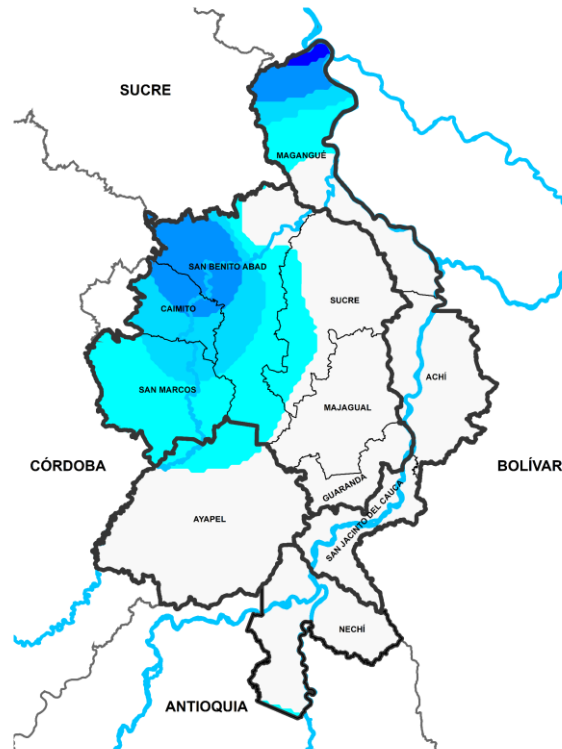 SUCRE
MAGANGUÉ
SAN BENITO ABAD
CAIMITO
SUCRE
ACHÍ
SAN MARCOS
MAJAGUAL
CÓRDOBA
BOLÍVAR
GUARANDA
AYAPEL
SAN JACINTO DEL CAUCA
NECHÍ
ANTIOQUIA